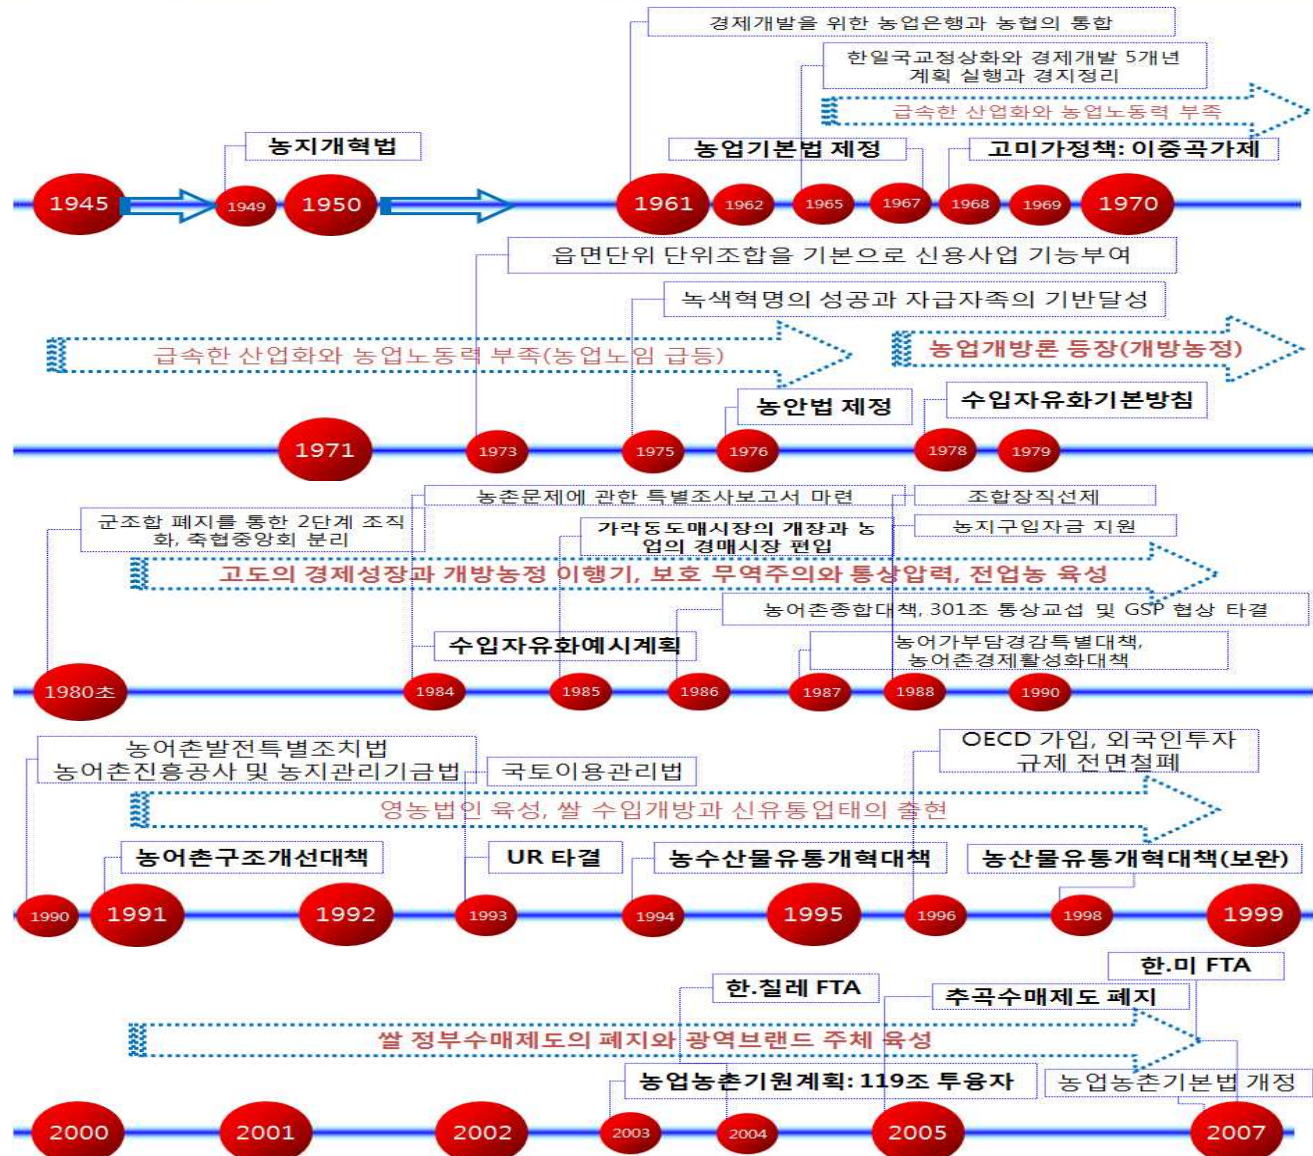 경제개발을 위한 농업은행과 농협의 통합
한일국교정상화와 경제개발 5개년
계획 실행과 경지정리
급속한 산업화와 농업노동력 부족
농지개혁법
농업기본법 제정
고미가정책: 이중곡가제
1945
1949
1950
1961
1962
1965
1967
1968
1969
1970
읍면단위 단위조합을 기본으로 신용사업 기능부여
녹색혁명의 성공과 자급자족의 기반달성
급속한 산업화와 농업노동력 부족(농업노임 급등)
농업개방론 등장(개방농정)
농안법 제정
수입자유화기본방침
1971
1973
1975
1976
1978
1979
농촌문제에 관한 특별조사보고서 마련
조합장직선제
군조합 폐지를 통한 2단계 조직
화, 축협중앙회 분리
가락동도매시장의 개장과 농
업의 경매시장 편입
농지구입자금 지원
고도의 경제성장과 개방농정 이행기, 보호 무역주의와 통상압력, 전업농 육성
농어촌종합대책, 301조 통상교섭 및 GSP 협상 타결
수입자유화예시계획
농어가부담경감특별대책,
농어촌경제활성화대책
1980초
1984
1985
1986
1987
1988
1990
농어촌발전특별조치법
농어촌진흥공사 및 농지관리기금법
국토이용관리법
OECD 가입, 외국인투자
규제 전면철폐
영농법인 육성, 쌀 수입개방과 신유통업태의 출현
농어촌구조개선대책
UR 타결
농수산물유통개혁대책
농산물유통개혁대책(보완)
1990
1991
1992
1993
1994
1995
1996
1998
1999
한.칠레 FTA
추곡수매제도 폐지
한.미 FTA
쌀 정부수매제도의 폐지와 광역브랜드 주체 육성
농업농촌기원계획: 119조 투융자
농업농촌기본법 개정
2000
2001
2002
2003
2004
2005
2007